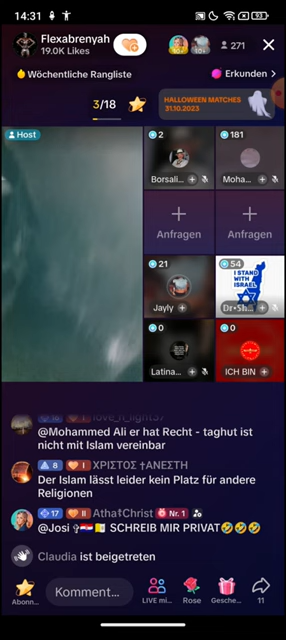 14:31
93
Flexabrenyah
19.0K Likes
271
Wöchentliche Rangliste
Erkunden >
3/18
HALLOWEEN MATCHES
31.10.2023
Host
2
181
Borsali...
Moha...
Anfragen
Anfragen
21
54
I STAND
WITH
ISRAEL
Jayly
0
0
Latina...
ICH BIN
@Mohammed Ali er hat Recht - taghut ist
nicht mit Islam vereinbar
8 I ΧΡΙΣΤΟΣ †ΑΝΕΣΤΗ
Der Islam lässt leider kein Platz für andere
Religionen
17 II Atha‡Christ Nr. 1
@Josi ✞🇭🇷🇻🇦 SCHREIB MIR PRIVAT🤣🤣🤣
Claudia ist beigetreten
Abonn...
Komment...
LIVE mi...
Rose
Gesche...
11